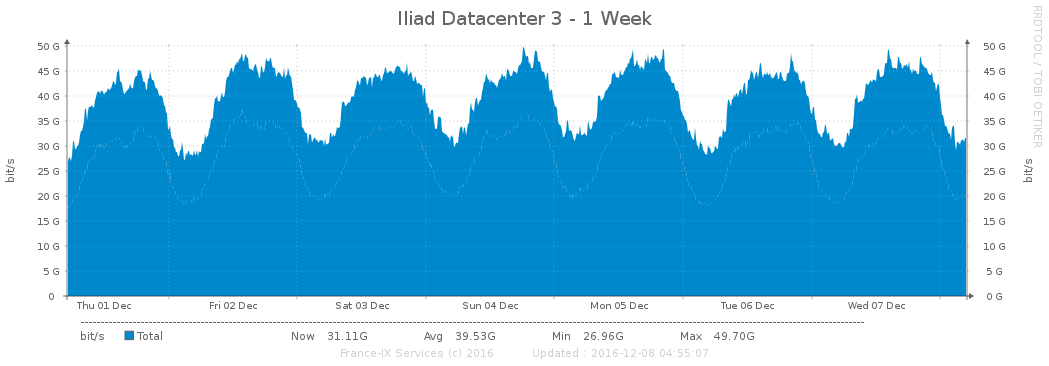 Iliad Datacenter 3 - 1 Week
RRDTOOL / TOBI OETIKER
bit/s
50 G 50 G
45 G 45 G
40 G 40 G
35 G 35 G
30 G 30 G
25 G 25 G
20 G 20 G
15 G 15 G
10 G 10 G
5 G 5 G
0 0 G
bit/s
Thu 01 Dec Fri 02 Dec Sat 03 Dec Sun 04 Dec Mon 05 Dec Tue 06 Dec Wed 07 Dec
bit/s Total Now 31.11G Avg 39.53G Min 26.96G Max 49.70G
France-IX Services (c) 2016 Updated : 2016-12-08 04:55:07